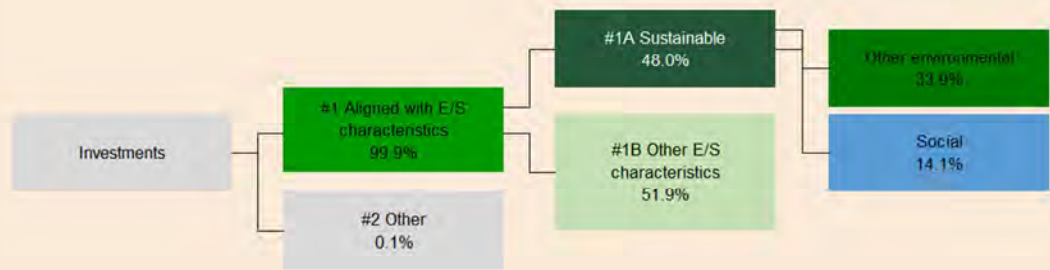 Investments
#1 Aligned with E/S
characteristics
99.9%
#2 Other
0.1%
#1A Sustainable
48.0%
#1B Other E/S
characteristics
51.9%
Other environmental
33.9%
Social
14.1%